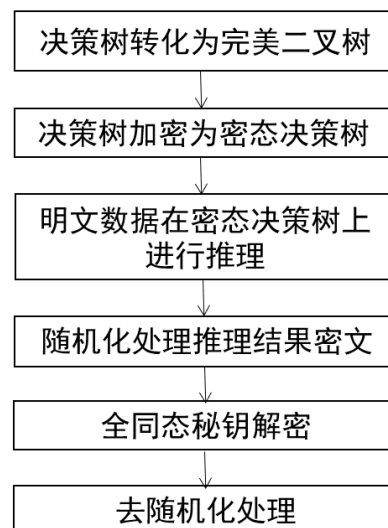 决策树转化为完美二叉树
决策树加密为密态决策树
明文数据在密态决策树上
进行推理
随机化处理推理结果密文
全同态秘钥解密
去随机化处理